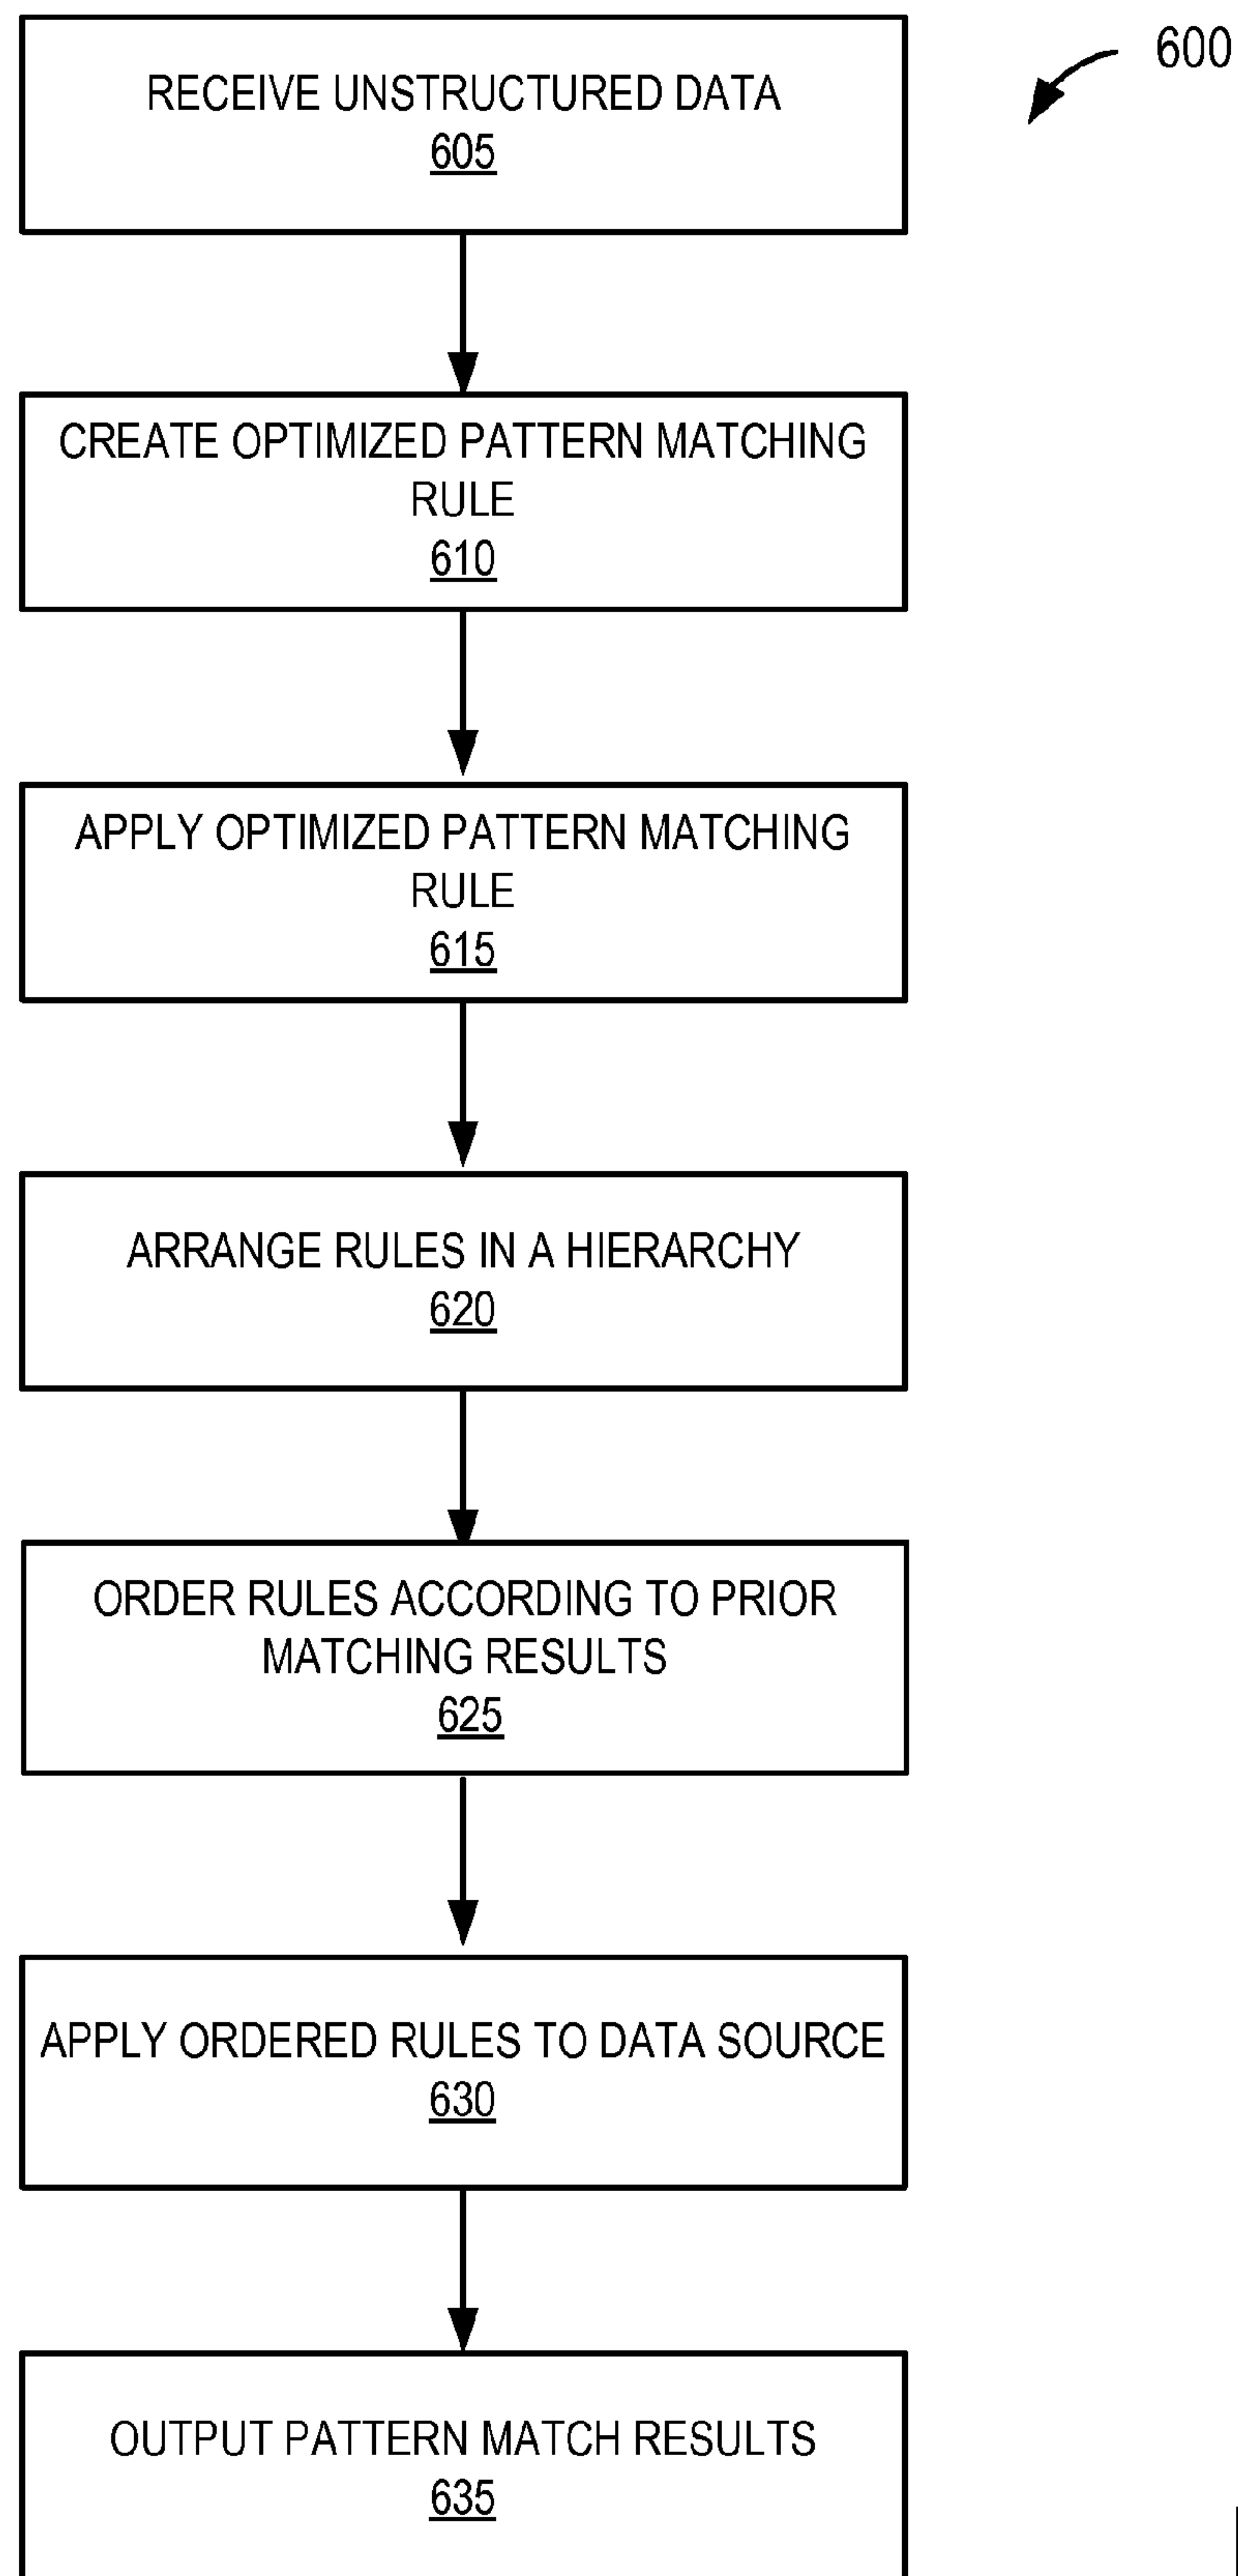 600
RECEIVE UNSTRUCTURED DATA
605
CREATE OPTIMIZED PATTERN MATCHING
RULE
610
APPLY OPTIMIZED PATTERN MATCHING
RULE
615
ARRANGE RULES IN A HIERARCHY
620
ORDER RULES ACCORDING TO PRIOR
MATCHING RESULTS
625
APPLY ORDERED RULES TO DATA SOURCE
630
OUTPUT PATTERN MATCH RESULTS
635